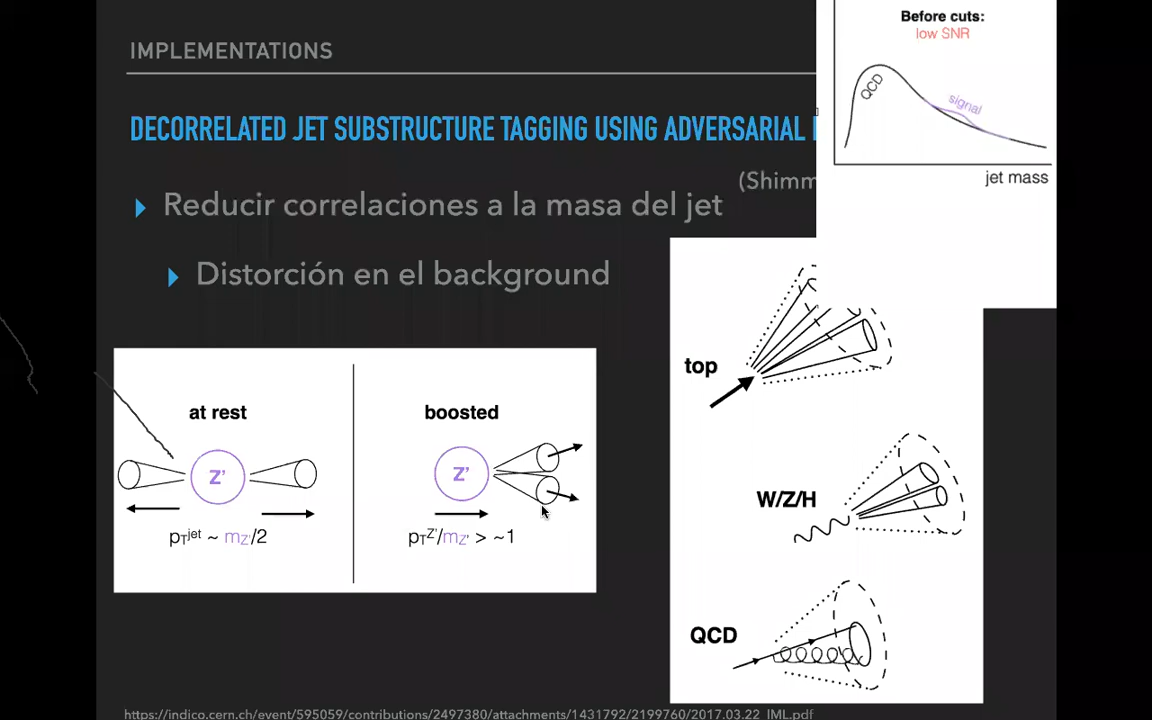 IMPLEMENTATIONS
DECORRELATED JET SUBSTRUCTURE TAGGING USING ADVERSARIAL
(Shimm
Reducir correlaciones a la masa del jet
Distorción en el background
at rest
boosted
Z'
Z'
pTjet ~ mZ'/2
pTZ'/mZ' > ~1
Before cuts:
low SNR
QCD
signal
jet mass
top
W/Z/H
QCD
https://indico.cern.ch/event/595059/contributions/2497380/attachments/1431792/2199760/2017.03.22_IML.pdf